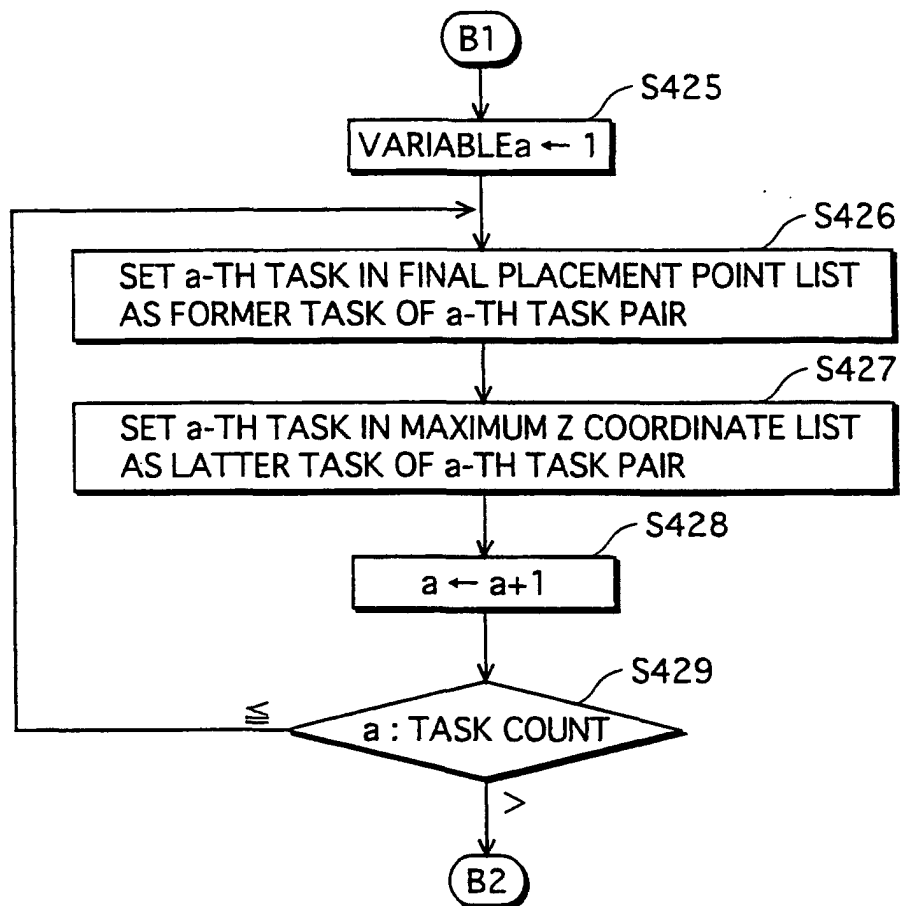 B1
S425
VARIABLEa ← 1
S426
SET a-TH TASK IN FINAL PLACEMENT POINT LIST
AS FORMER TASK OF a-TH TASK PAIR
S427
SET a-TH TASK IN MAXIMUM Z COORDINATE LIST
AS LATTER TASK OF a-TH TASK PAIR
S428
a ← a+1
S429
≦
a : TASK COUNT
>
B2